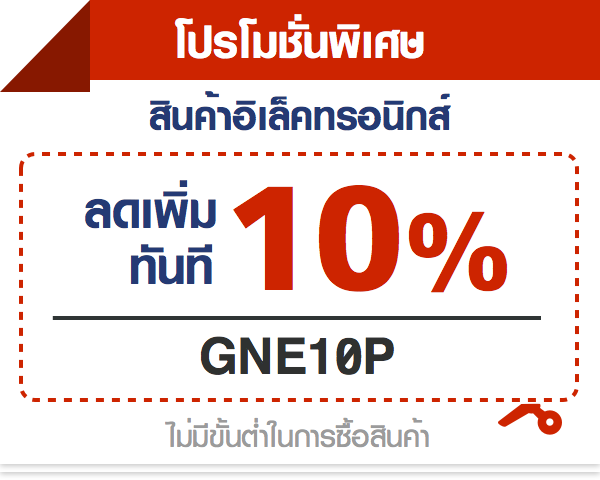 โปรโมชั่นพิเศษ
สินค้าอิเล็คทรอนิกส์
ลดเพิ่ม
ทันที
10%
GNE10P
ไม่มีขั้นต่ำในการซื้อสินค้า